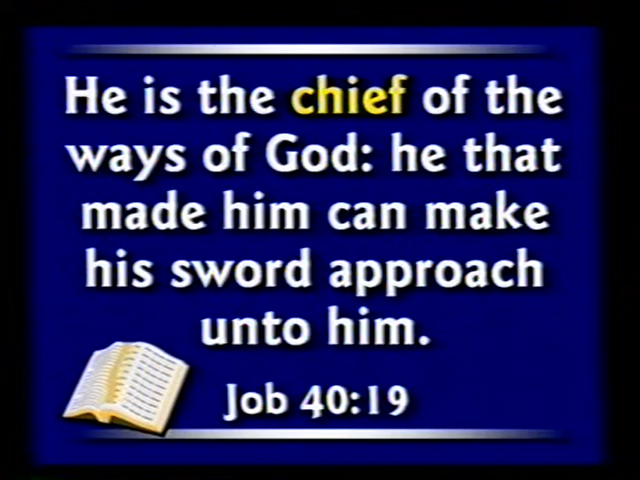 He is the chief of the
ways of God: he that
made him can make
his sword approach
unto him.
Job 40:19